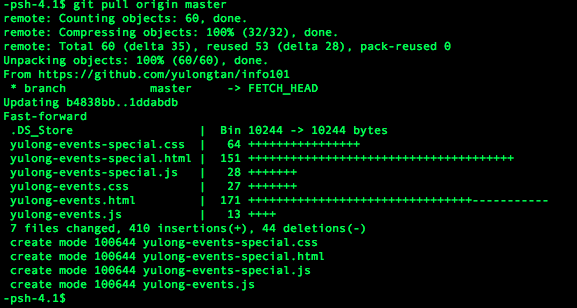 -psh-4.1$ git pull origin master
remote: Counting objects: 60, done.
remote: Compressing objects: 100% (32/32), done.
remote: Total 60 (delta 35), reused 53 (delta 28), pack-reused 0
Unpacking objects: 100% (60/60), done.
From https://github.com/yulongtan/info101
 * branch            master     -> FETCH_HEAD
Updating b4838bb..1ddabdb
Fast-forward
 .DS_Store                  |  Bin 10244 -> 10244 bytes
 yulong-events-special.css  |   64 ++++++++++++++++
 yulong-events-special.html |  151 ++++++++++++++++++++++++++++++++++++++
 yulong-events-special.js   |   28 +++++++
 yulong-events.css          |   27 +++++++
 yulong-events.html         |  171 ++++++++++++++++++++++++++++++++-----------
 yulong-events.js           |   13 ++++
 7 files changed, 410 insertions(+), 44 deletions(-)
 create mode 100644 yulong-events-special.css
 create mode 100644 yulong-events-special.html
 create mode 100644 yulong-events-special.js
 create mode 100644 yulong-events.js
-psh-4.1$